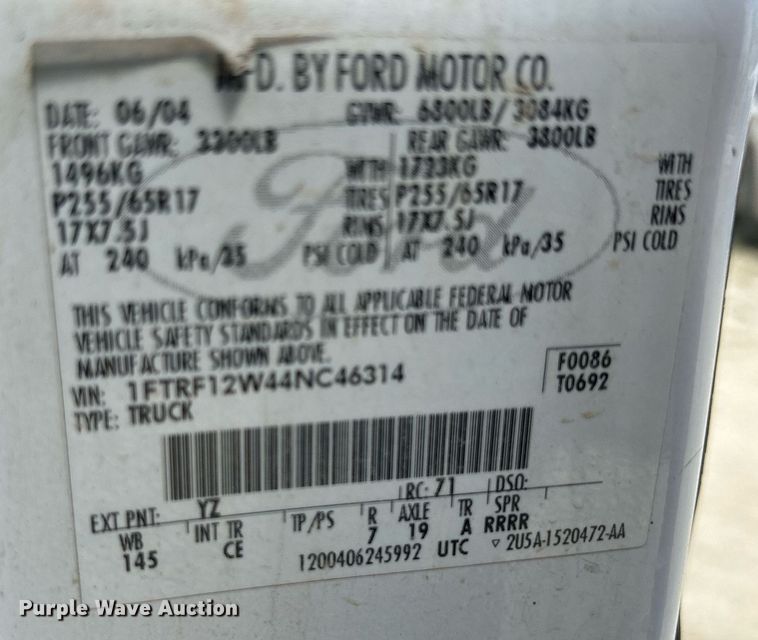 MFD. BY FORD MOTOR CO.
DATE: 06/04 GVWR: 6800LB/ 3084KG
FRONT GAWR: 3300LB REAR GAWR: 3800LB
1496KG WITH 1723KG WITH
P255/65R17 TIRES P255/65R17 TIRES
17X7.5J RIMS 17X7.5J RIMS
AT 240 kPa/35 PSI COLD AT 240 kPa/35 PSI COLD
Ford
THIS VEHICLE CONFORMS TO ALL APPLICABLE FEDERAL MOTOR
VEHICLE SAFETY STANDARDS IN EFFECT ON THE DATE OF
MANUFACTURE SHOWN ABOVE.
VIN: 1FTRF12W44NC46314 F0086
TYPE: TRUCK T0692
EXT PNT: YZ RC: 71 DSO:
WB INT TR TP/PS R AXLE TR SPR
145 CE 7 19 A RRRR
1200406245992 UTC ▽ 2U5A-1520472-AA
Purple Wave Auction